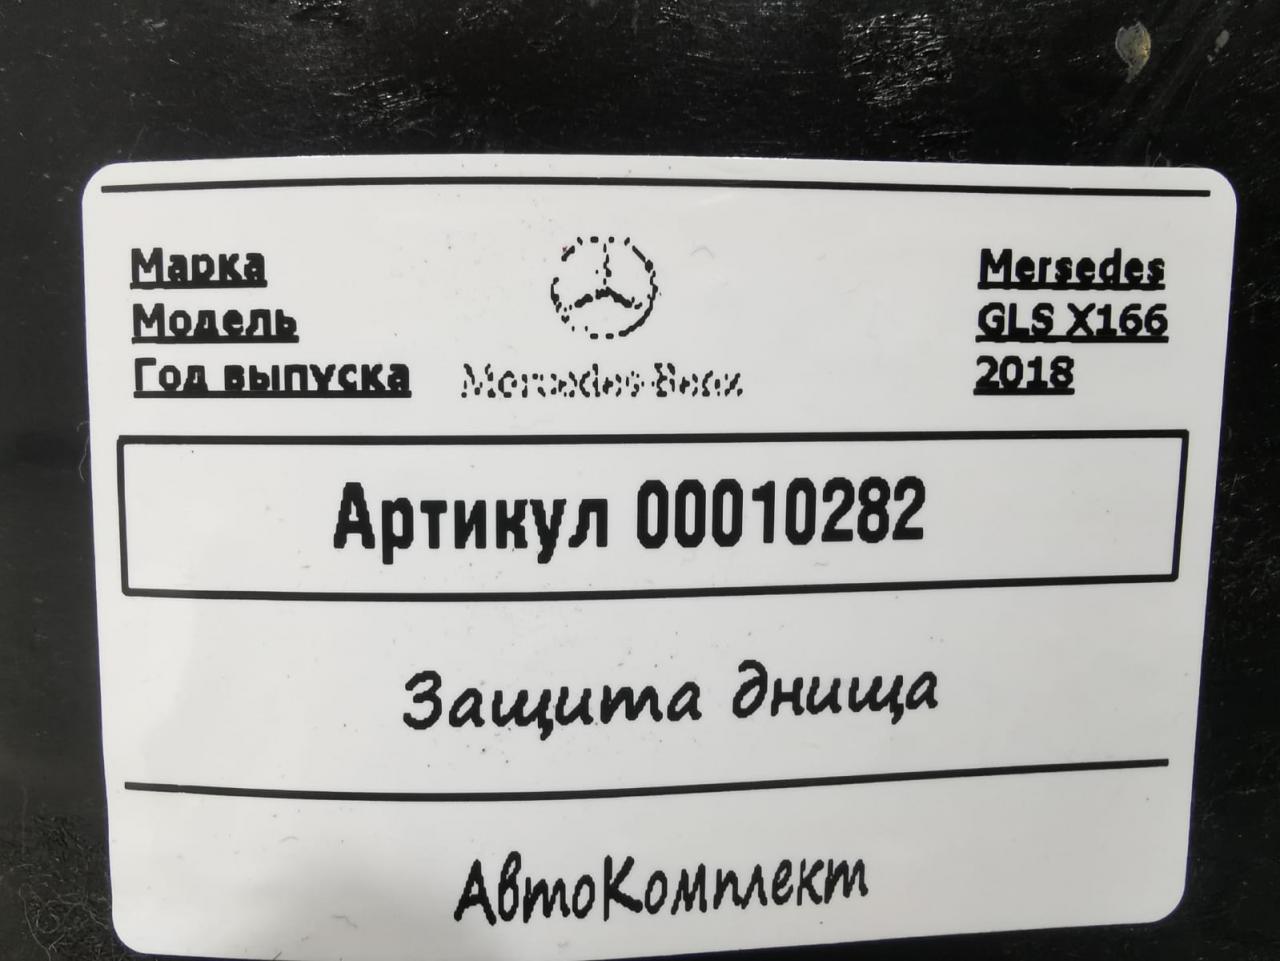 Марка Mersedes
Модель GLS X166
Год выпуска 2018
Mercedes-Benz
Артикул 00010282
Защита днища
АвтоКомплект